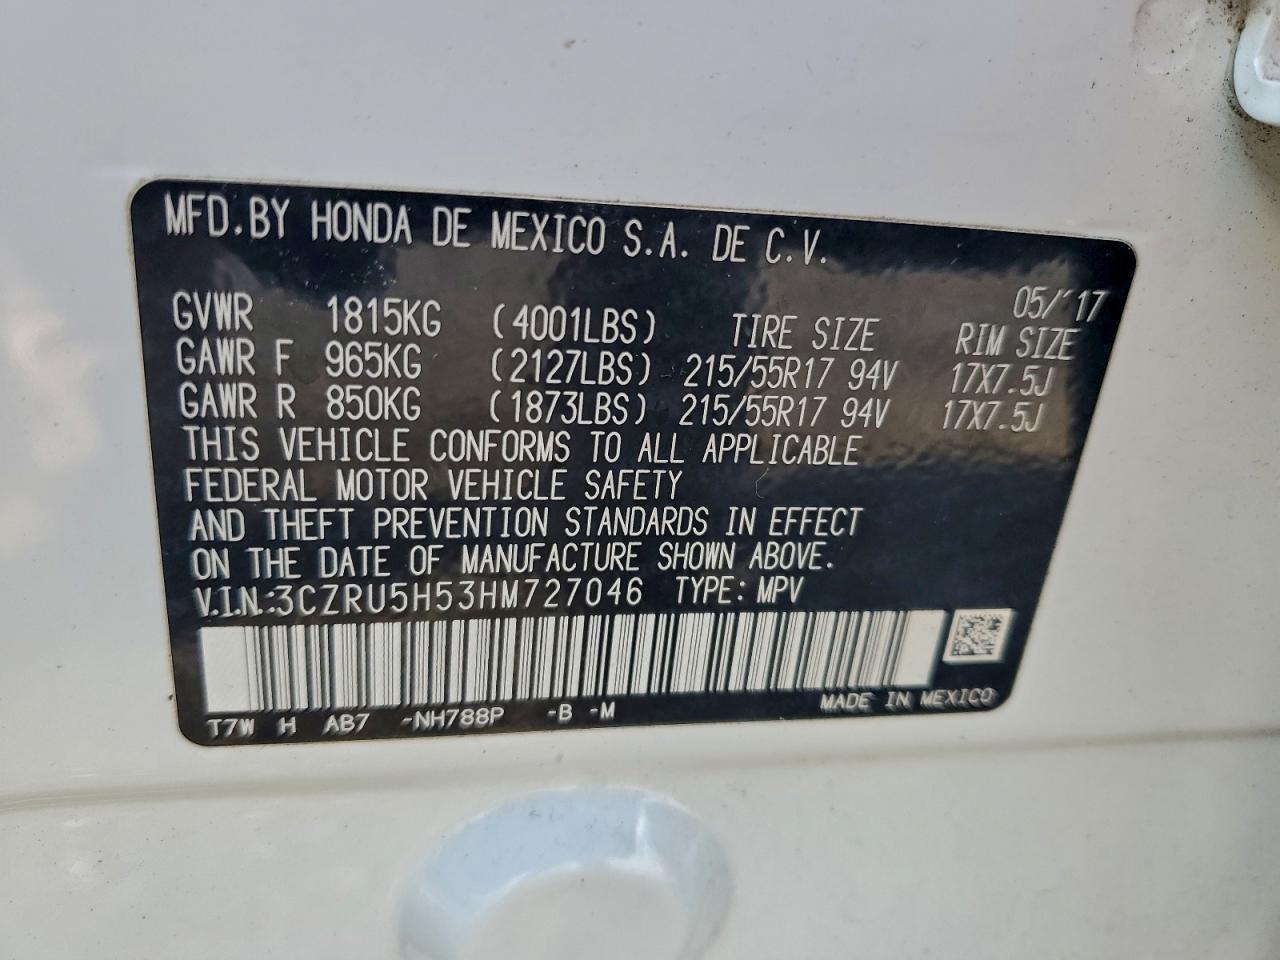 MFD. BY HONDA DE MEXICO S.A. DE C.V.
05/'17
GVWR 1815KG (4001LBS) TIRE SIZE RIM SIZE
GAWR F 965KG (2127LBS) 215/55R17 94V 17X7.5J
GAWR R 850KG (1873LBS) 215/55R17 94V 17X7.5J
THIS VEHICLE CONFORMS TO ALL APPLICABLE
FEDERAL MOTOR VEHICLE SAFETY
AND THEFT PREVENTION STANDARDS IN EFFECT
ON THE DATE OF MANUFACTURE SHOWN ABOVE.
V.I.N.:3CZRU5H53HM727046 TYPE: MPV
T7W H AB7 -NH788P -B -M MADE IN MEXICO